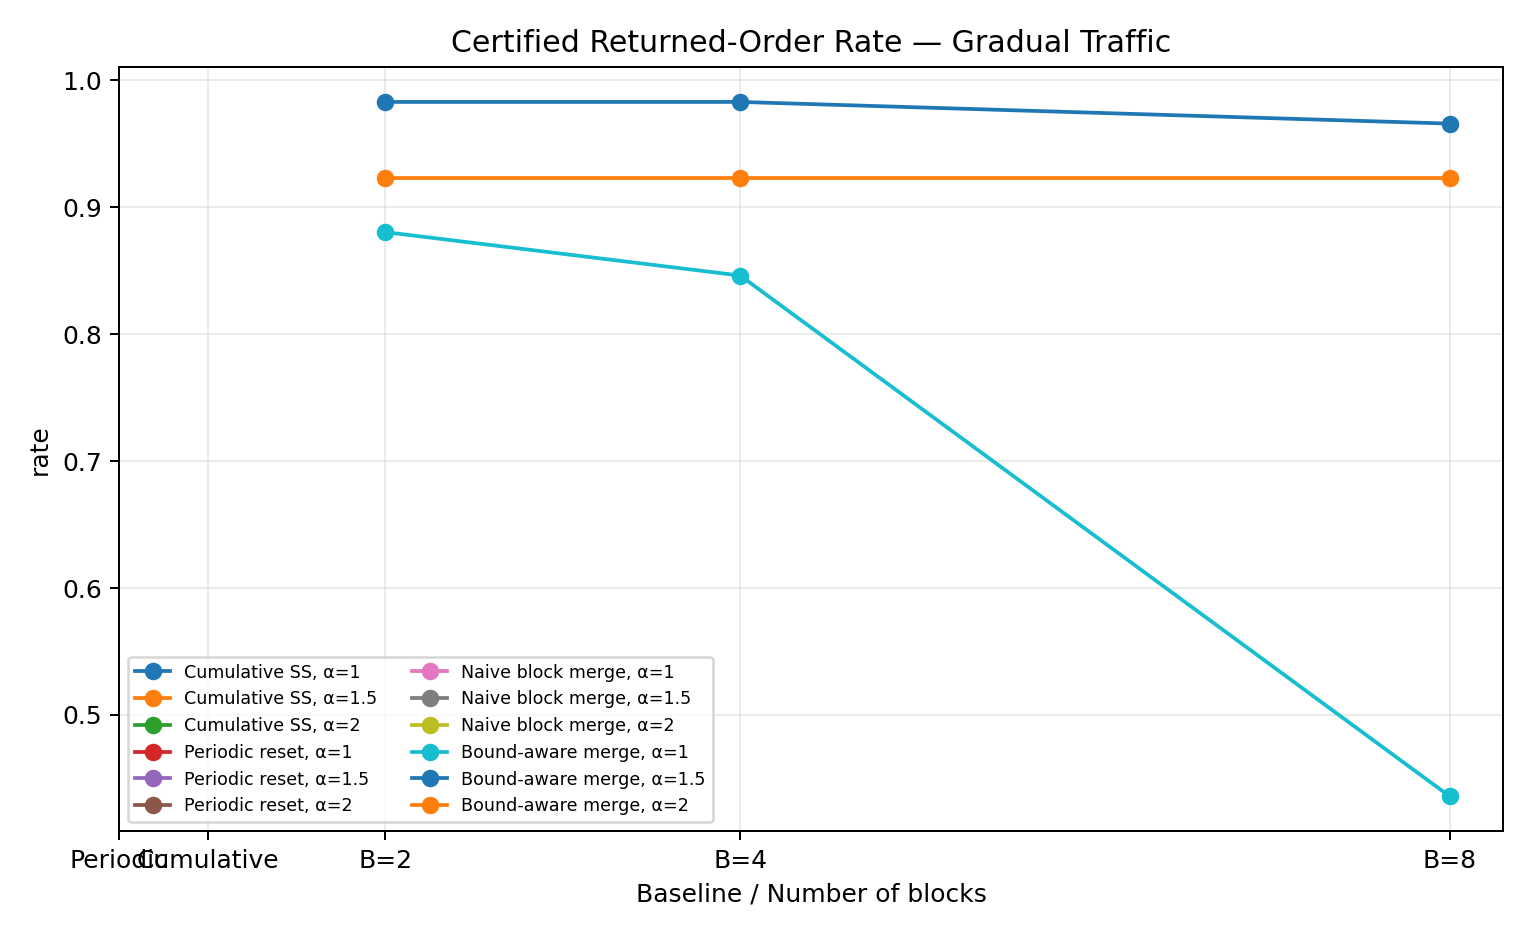 Certified Returned-Order Rate — Gradual Traffic
1.0
0.9
0.8
0.7
0.6
0.5
rate
Cumulative SS, α=1
Cumulative SS, α=1.5
Cumulative SS, α=2
Periodic reset, α=1
Periodic reset, α=1.5
Periodic reset, α=2
Naive block merge, α=1
Naive block merge, α=1.5
Naive block merge, α=2
Bound-aware merge, α=1
Bound-aware merge, α=1.5
Bound-aware merge, α=2
Periodic Cumulative B=2 B=4 B=8
Baseline / Number of blocks